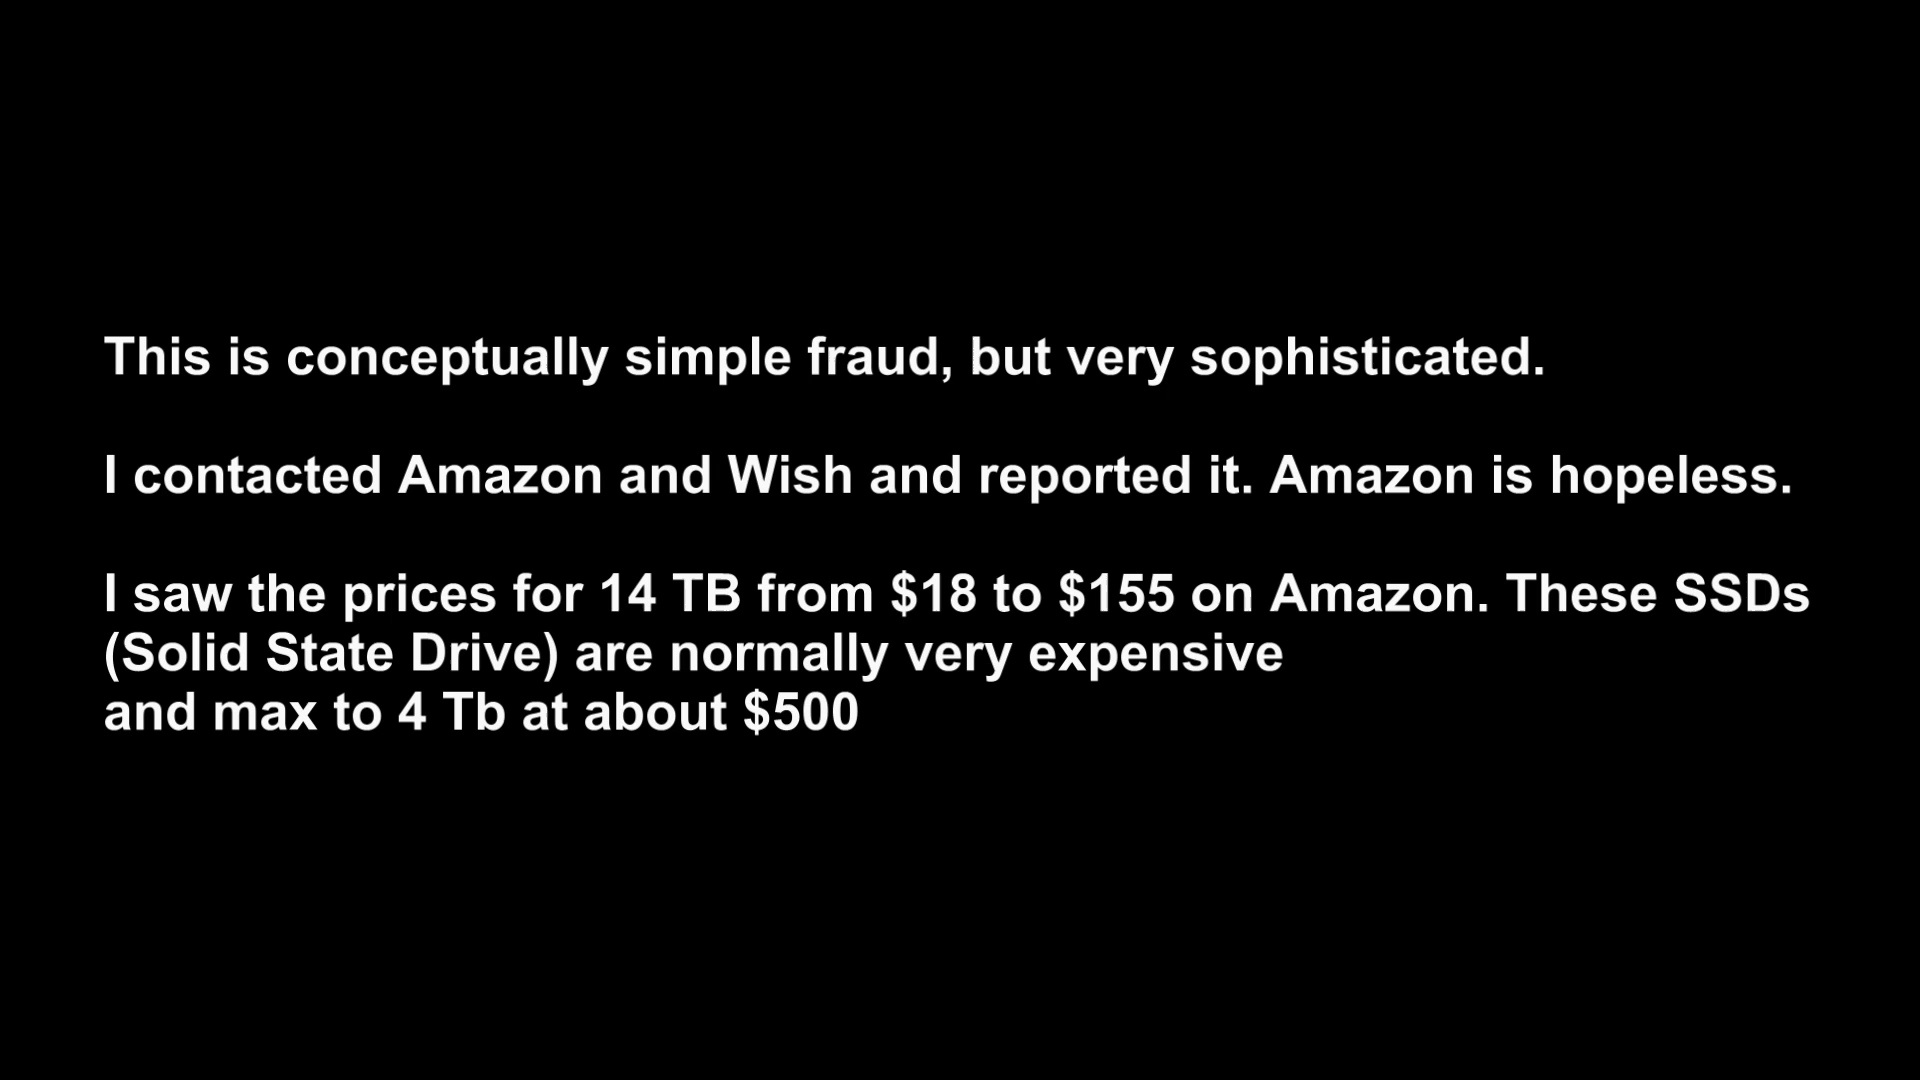 This is conceptually simple fraud, but very sophisticated.
I contacted Amazon and Wish and reported it. Amazon is hopeless.
I saw the prices for 14 TB from $18 to $155 on Amazon. These SSDs
(Solid State Drive) are normally very expensive
and max to 4 Tb at about $500